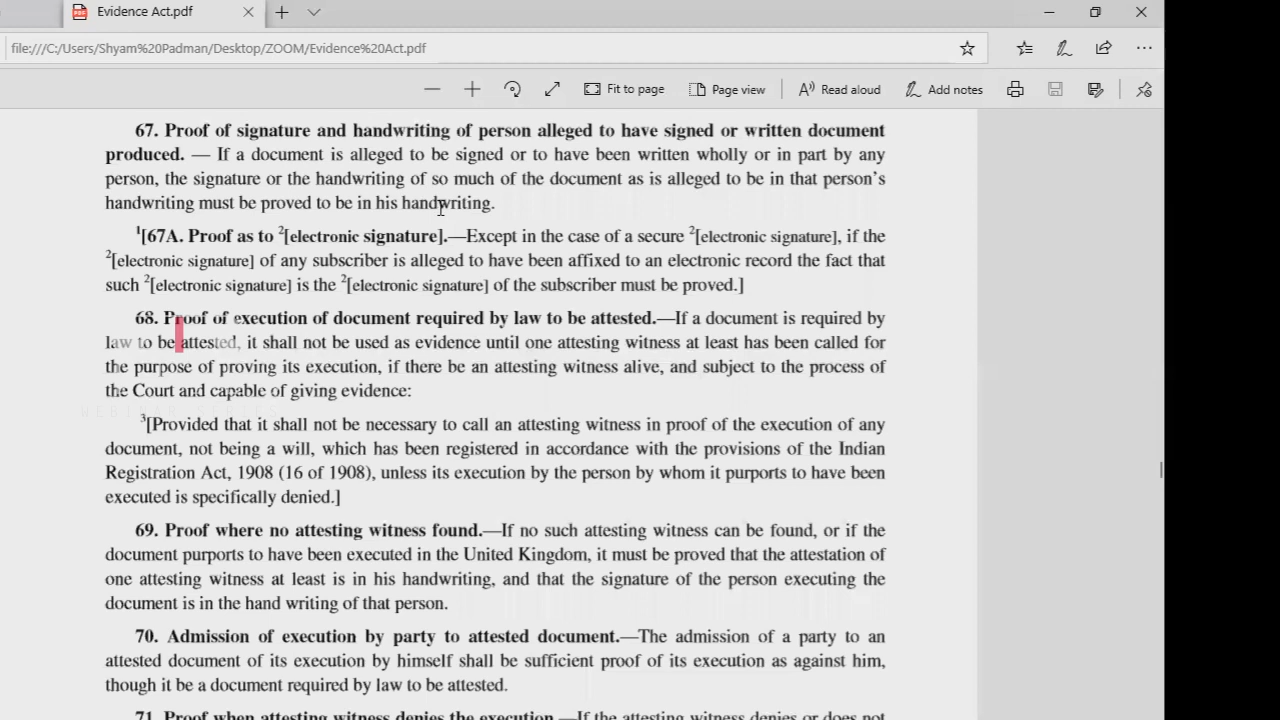 Evidence Act.pdf
file:///C:/Users/Shyam%20Padman/Desktop/ZOOM/Evidence%20Act.pdf
Fit to page Page view Read aloud Add notes
67. Proof of signature and handwriting of person alleged to have signed or written document
produced. — If a document is alleged to be signed or to have been written wholly or in part by any
person, the signature or the handwriting of so much of the document as is alleged to be in that person's
handwriting must be proved to be in his handwriting.
1[67A. Proof as to 2[electronic signature].—Except in the case of a secure 2[electronic signature], if the
2[electronic signature] of any subscriber is alleged to have been affixed to an electronic record the fact that
such 2[electronic signature] is the 2[electronic signature] of the subscriber must be proved.]
68. Proof of execution of document required by law to be attested.—If a document is required by
law to be attested, it shall not be used as evidence until one attesting witness at least has been called for
the purpose of proving its execution, if there be an attesting witness alive, and subject to the process of
the Court and capable of giving evidence:
3[Provided that it shall not be necessary to call an attesting witness in proof of the execution of any
document, not being a will, which has been registered in accordance with the provisions of the Indian
Registration Act, 1908 (16 of 1908), unless its execution by the person by whom it purports to have been
executed is specifically denied.]
69. Proof where no attesting witness found.—If no such attesting witness can be found, or if the
document purports to have been executed in the United Kingdom, it must be proved that the attestation of
one attesting witness at least is in his handwriting, and that the signature of the person executing the
document is in the hand writing of that person.
70. Admission of execution by party to attested document.—The admission of a party to an
attested document of its execution by himself shall be sufficient proof of its execution as against him,
though it be a document required by law to be attested.
71. Proof when attesting witness denies the execution.—If the attesting witness denies or does not